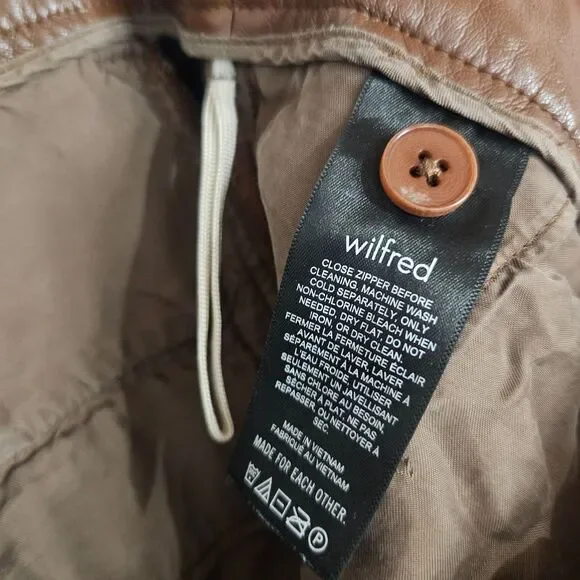 wilfred
CLOSE ZIPPER BEFORE
CLEANING, MACHINE WASH
COLD SEPARATELY, ONLY
NON-CHLORINE BLEACH WHEN
NEEDED, DRY FLAT, DO NOT
IRON, OR DRY CLEAN.
FERMER LA FERMETURE ÉCLAIR
AVANT DE LAVER, LAVER
SÉPARÉMENT À LA MACHINE À
L'EAU FROIDE, UTILISER
SEULEMENT UN JAVELLISANT
SANS CHLORE AU BESOIN,
SÉCHER À PLAT, NE PAS
REPASSER, OU NETTOYER À
SEC.
MADE IN VIETNAM
FABRIQUÉ AU VIETNAM
MADE FOR EACH OTHER.
P